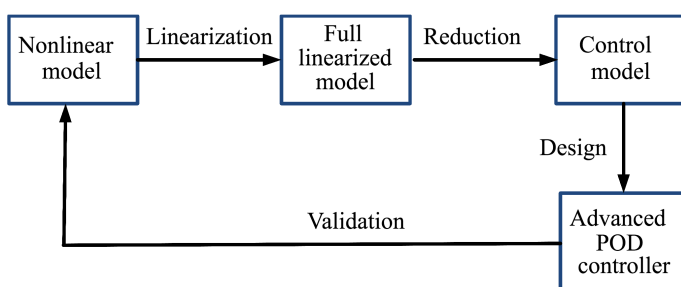 Nonlinear
model
Linearization
Full
linearized
model
Reduction
Control
model
Design
Advanced
POD
controller
Validation